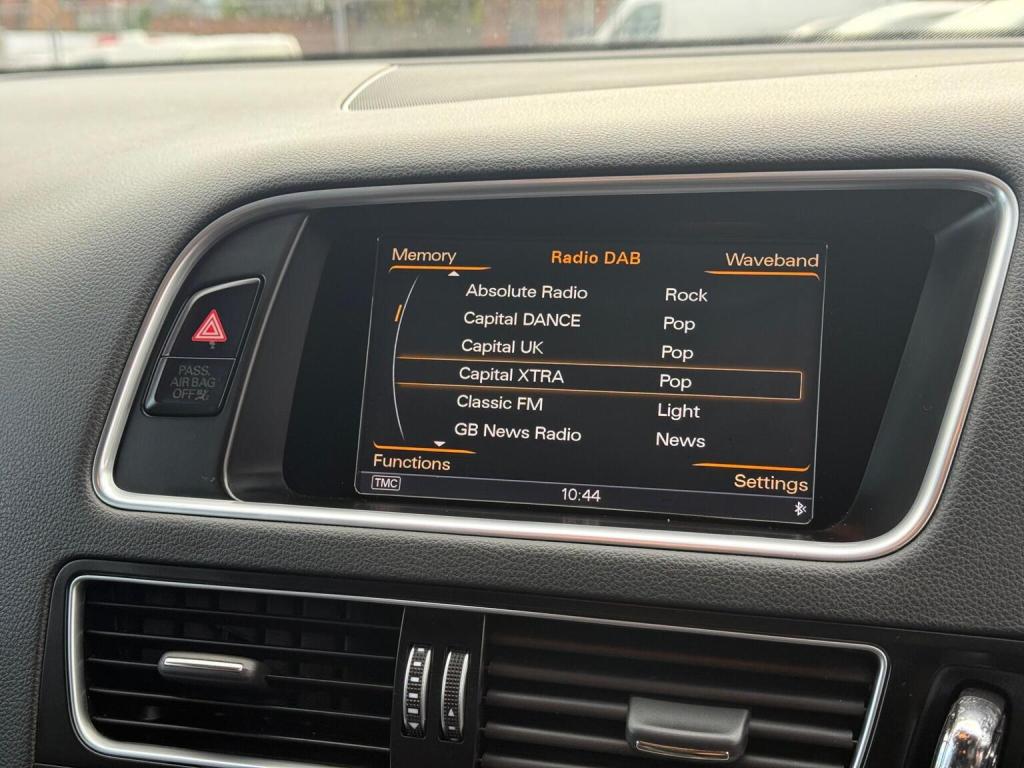 Memory Radio DAB Waveband
Absolute Radio Rock
Capital DANCE Pop
Capital UK Pop
Capital XTRA Pop
Classic FM Light
GB News Radio News
Functions Settings
TMC 10:44
PASS.
AIR BAG
OFF